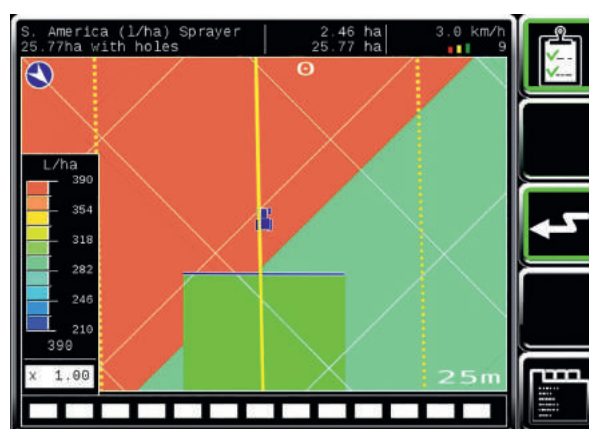 S. America (l/ha) Sprayer 2.46 ha 3.0 km/h
25.77ha with holes 25.77 ha 9
L/ha
390
354
318
282
246
210
390
x 1.00
25m